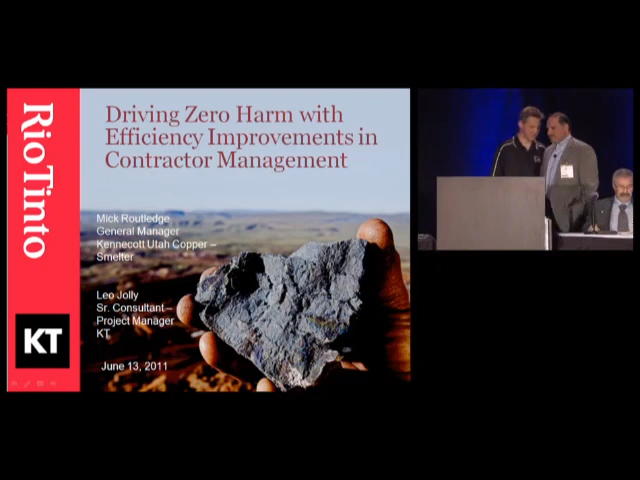 RioTinto
KT
Driving Zero Harm with
Efficiency Improvements in
Contractor Management
Mick Routledge
General Manager
Kennecott Utah Copper –
Smelter
Leo Jolly
Sr. Consultant –
Project Manager
KT
June 13, 2011